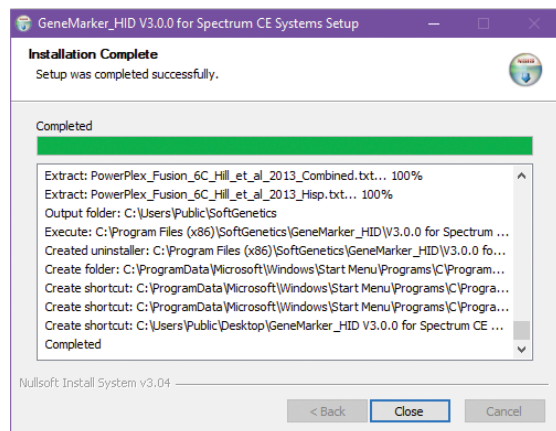 GeneMarker_HID V3.0.0 for Spectrum CE Systems Setup
Installation Complete
Setup was completed successfully.
Completed
Extract: PowerPlex_Fusion_6C_Hill_et_al_2013_Combined.txt... 100%
Extract: PowerPlex_Fusion_6C_Hill_et_al_2013_Hisp.txt... 100%
Output folder: C:\Users\Public\SoftGenetics
Execute: C:\Program Files (x86)\SoftGenetics\GeneMarker_HID\V3.0.0 for Spectrum ...
Created uninstaller: C:\Program Files (x86)\SoftGenetics\GeneMarker_HID\V3.0.0 fo...
Create folder: C:\ProgramData\Microsoft\Windows\Start Menu\Programs\C\Program...
Create shortcut: C:\ProgramData\Microsoft\Windows\Start Menu\Programs\C\Progra...
Create shortcut: C:\ProgramData\Microsoft\Windows\Start Menu\Programs\C\Progra...
Create shortcut: C:\Users\Public\Desktop\GeneMarker_HID V3.0.0 for Spectrum CE ...
Completed
Nullsoft Install System v3.04
< Back Close Cancel